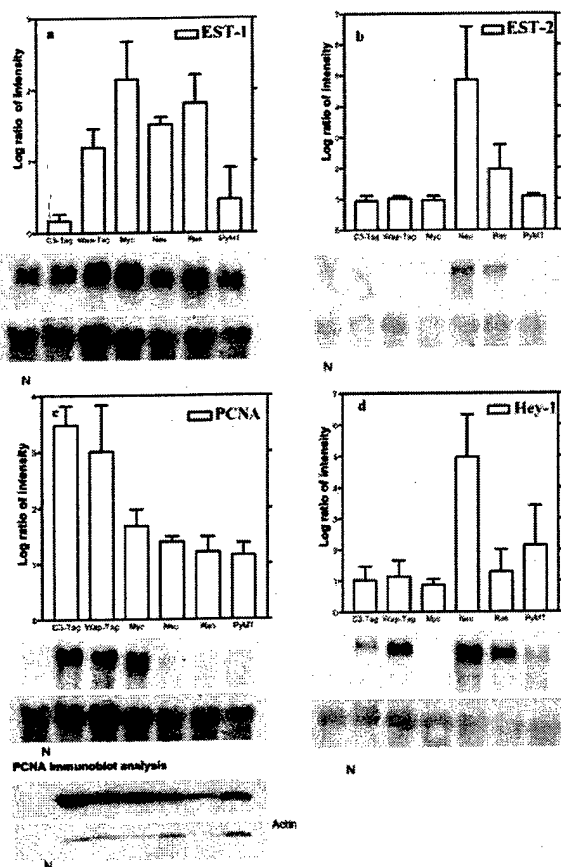 a
EST-1
Log ratio of intensity
C3-Tag Wap-Tag Myc Neu Ras PyMT
N
b
EST-2
Log ratio of intensity
C3-Tag Wap-Tag Myc Neu Ras PyMT
N
c
PCNA
Log ratio of intensity
C3-Tag Wap-Tag Myc Neu Ras PyMT
N
PCNA immunoblot analysis
Actin
N
d
Hey-1
Log ratio of intensity
C3-Tag Wap-Tag Myc Neu Ras PyMT
N